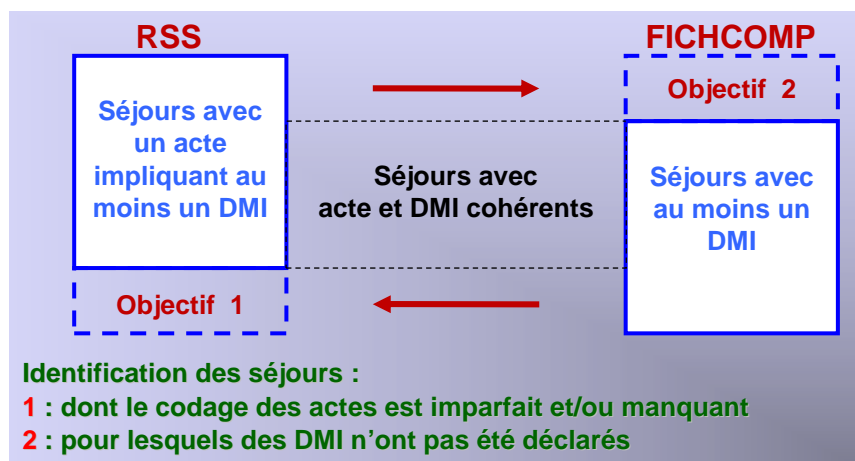 RSS
FICHCOMP
Séjours avec
un acte
impliquant au
moins un DMI
Objectif 2
Séjours avec
acte et DMI cohérents
Séjours avec
au moins un
DMI
Objectif 1
Identification des séjours :
1 : dont le codage des actes est imparfait et/ou manquant
2 : pour lesquels des DMI n'ont pas été déclarés